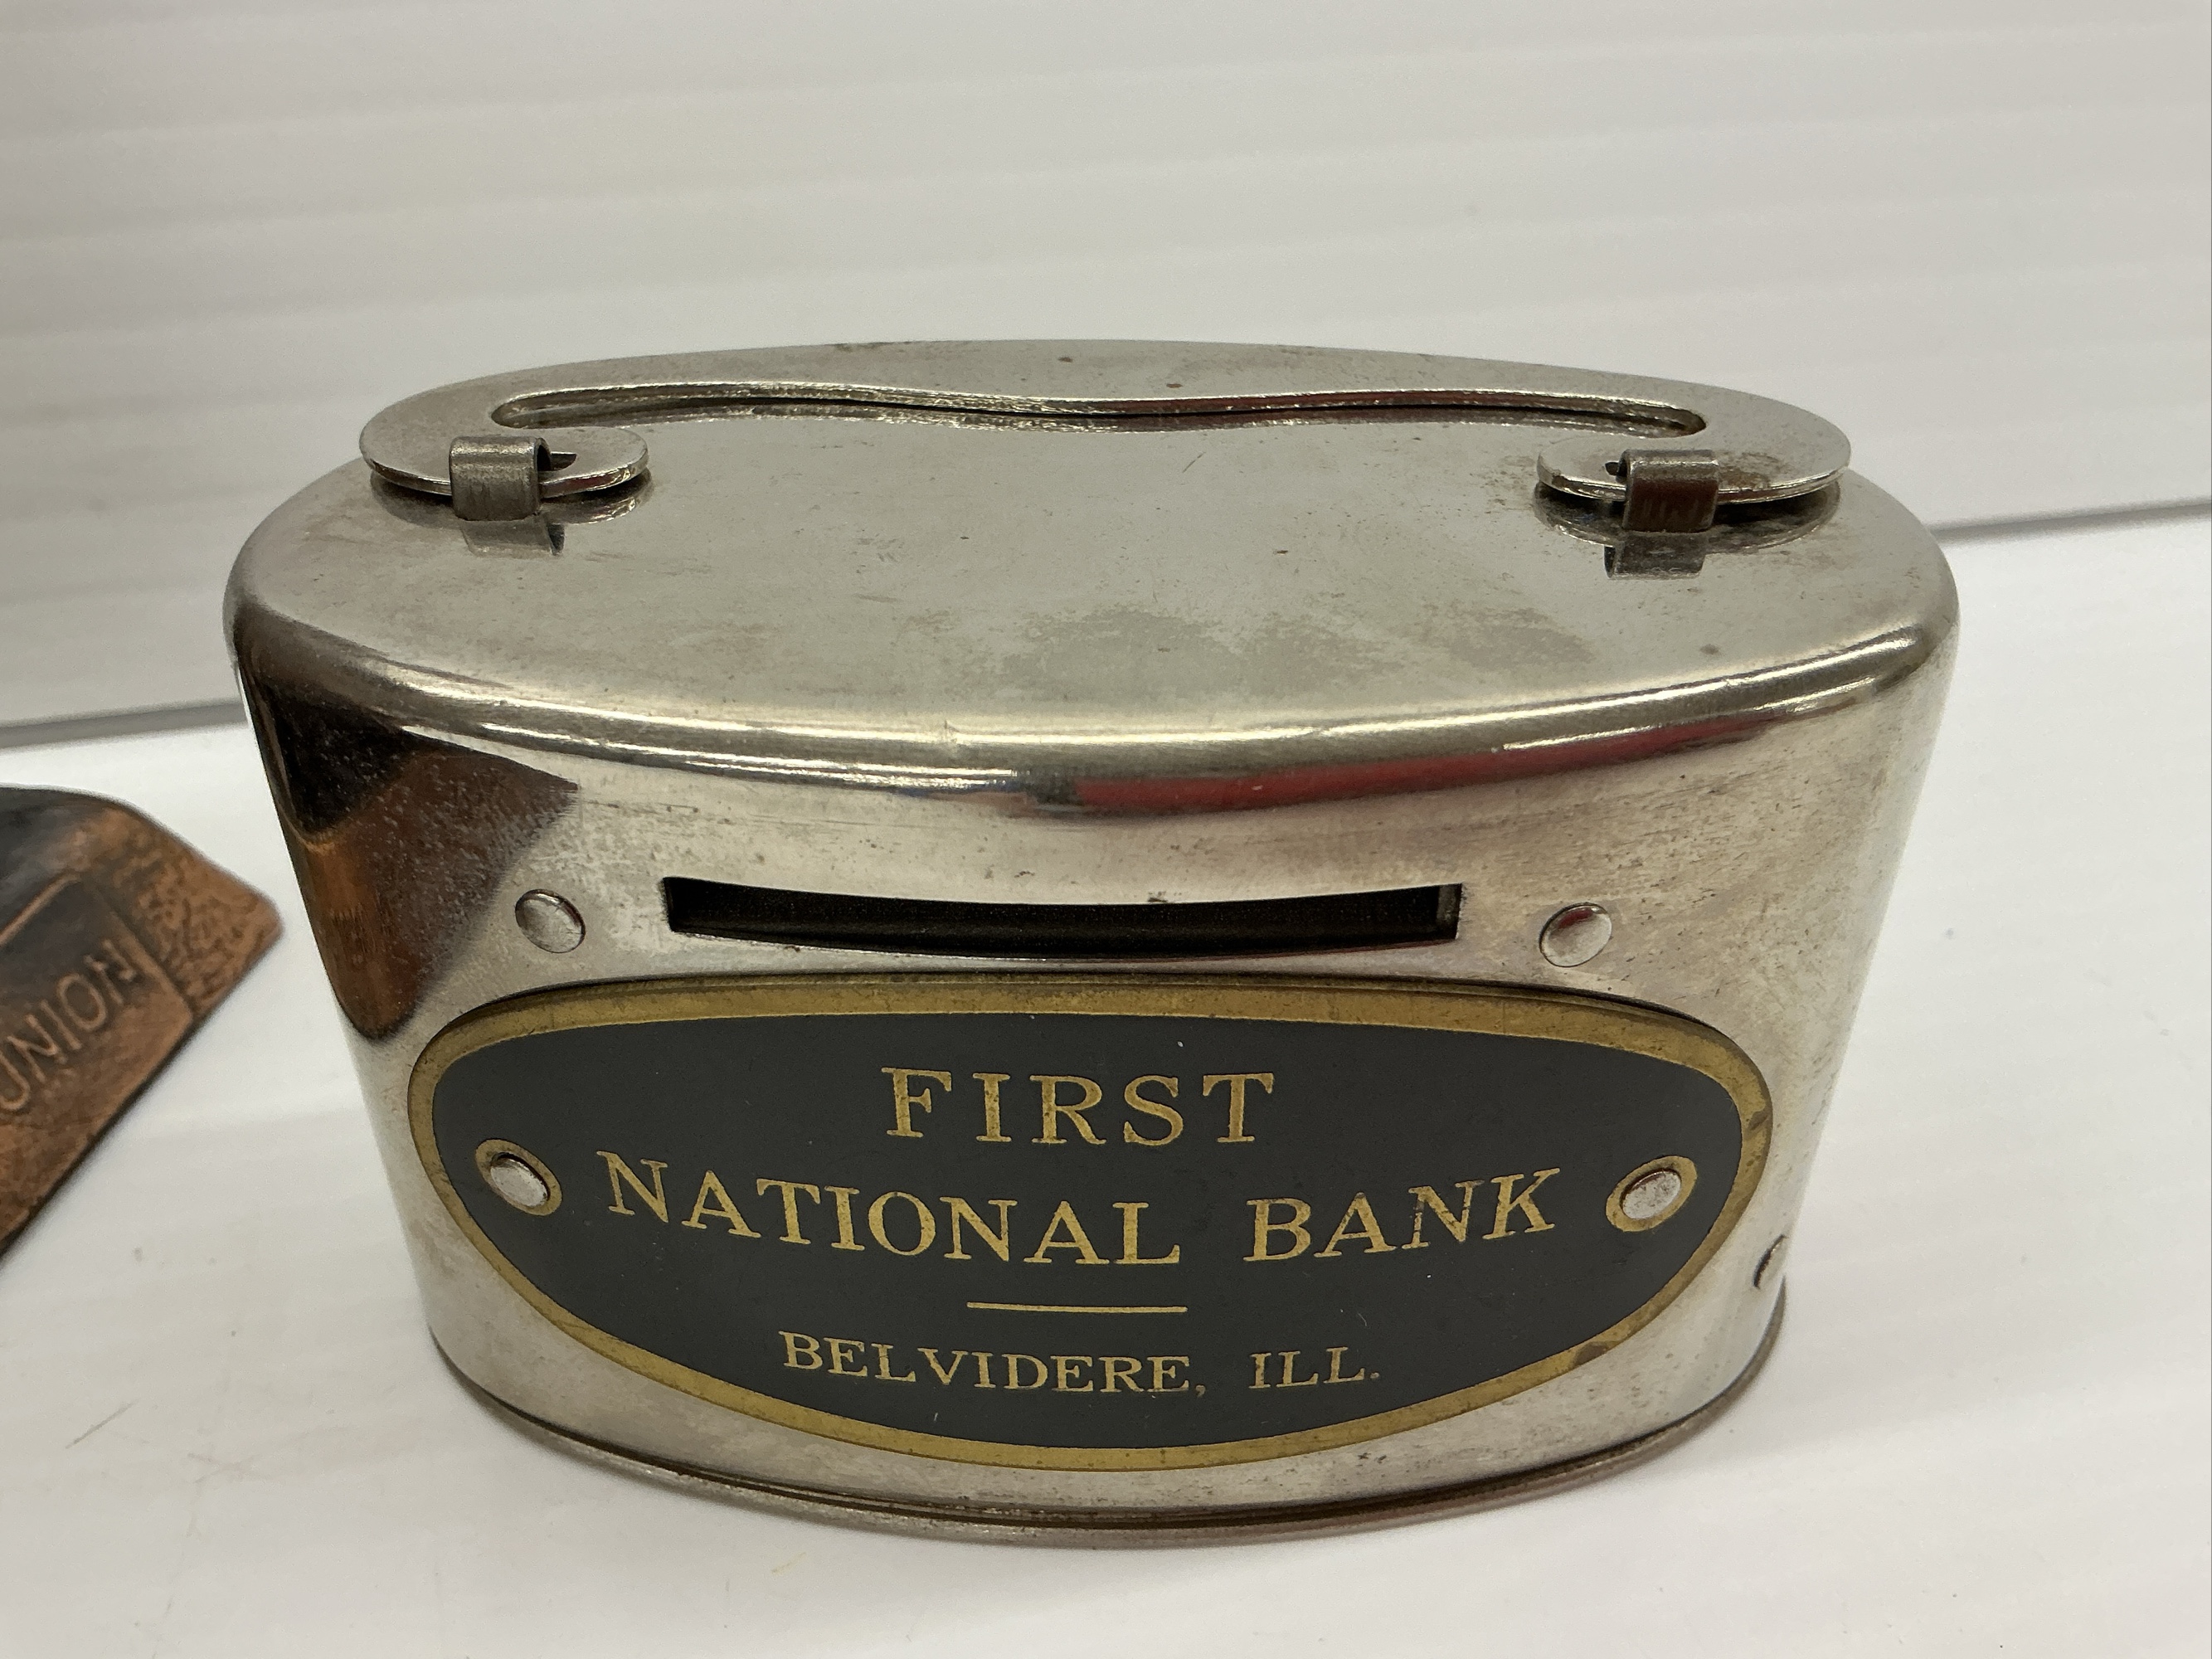 FIRST
NATIONAL BANK
BELVIDERE, ILL.
UNION